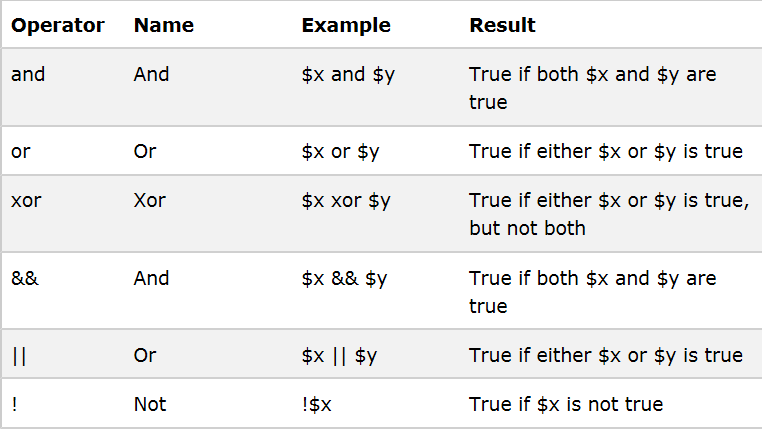 Operator Name Example Result
and And $x and $y True if both $x and $y are
true
or Or $x or $y True if either $x or $y is true
xor Xor $x xor $y True if either $x or $y is true,
but not both
&& And $x && $y True if both $x and $y are
true
|| Or $x || $y True if either $x or $y is true
! Not !$x True if $x is not true